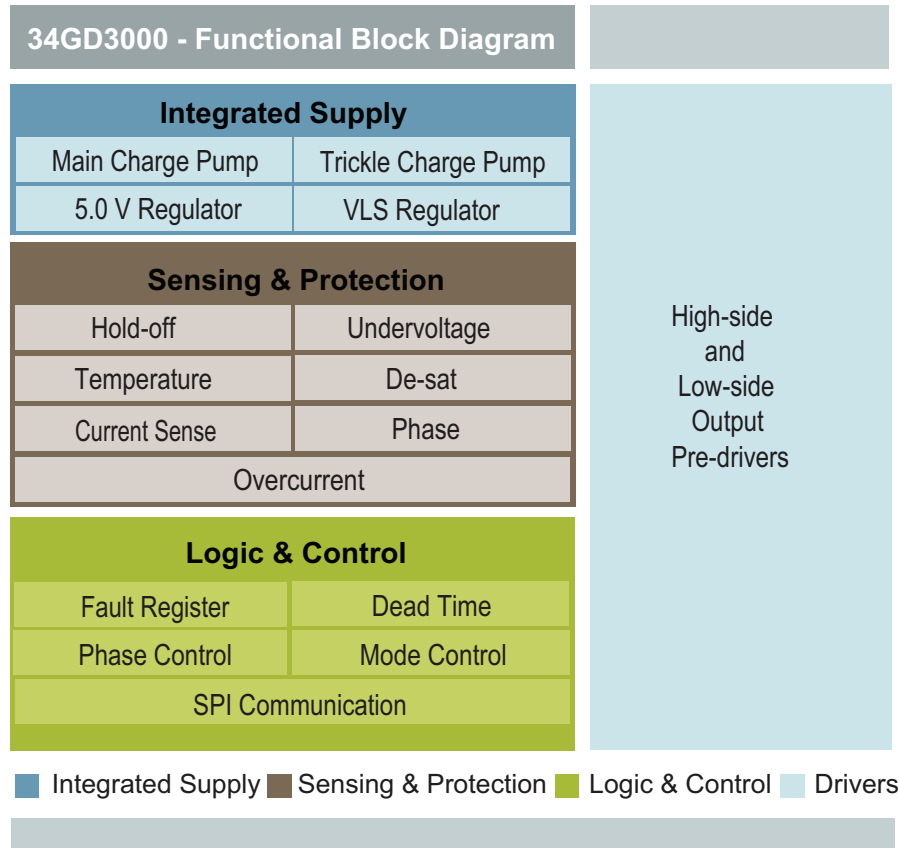 34GD3000 - Functional Block Diagram
Integrated Supply
Main Charge Pump
Trickle Charge Pump
5.0 V Regulator
VLS Regulator
Sensing & Protection
Hold-off
Undervoltage
Temperature
De-sat
Current Sense
Phase
Overcurrent
Logic & Control
Fault Register
Dead Time
Phase Control
Mode Control
SPI Communication
High-side
and
Low-side
Output
Pre-drivers
Integrated Supply
Sensing & Protection
Logic & Control
Drivers